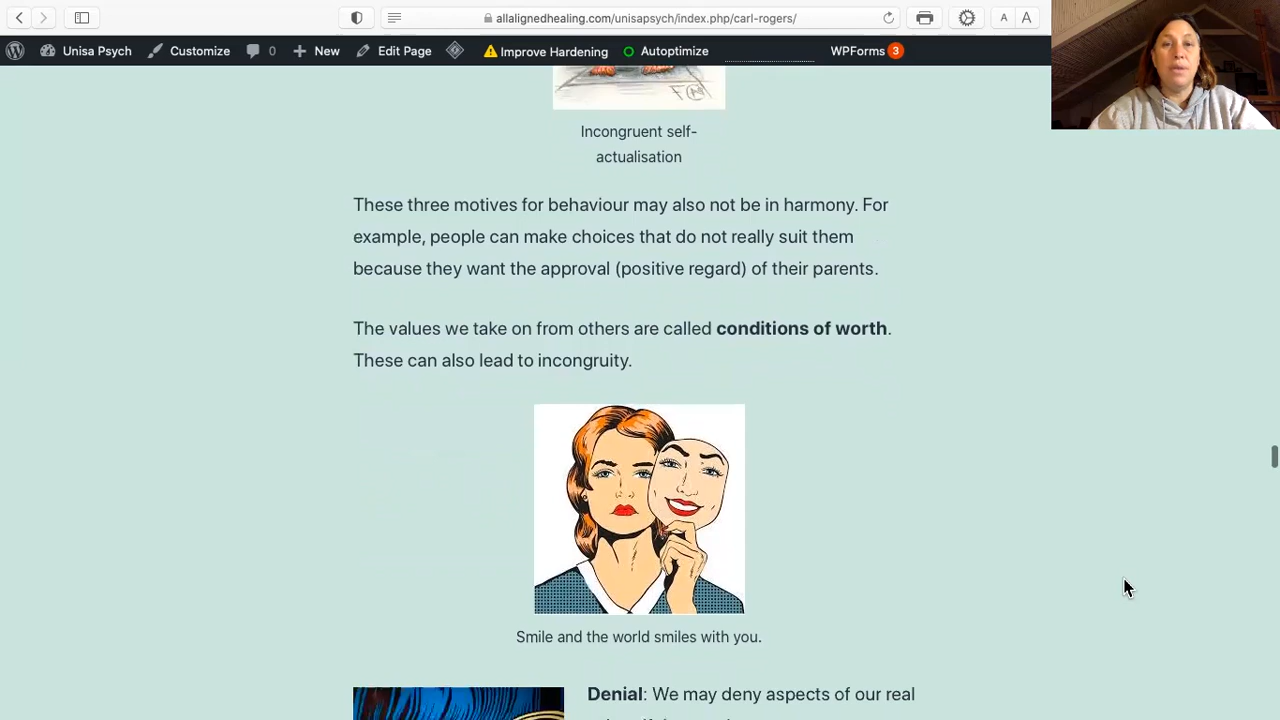 allalignedhealing.com/unisapsych/index.php/carl-rogers/
A A
Unisa Psych Customize 0 New Edit Page Improve Hardening Autoptimize WPForms 3
Incongruent self-
actualisation
These three motives for behaviour may also not be in harmony. For
example, people can make choices that do not really suit them
because they want the approval (positive regard) of their parents.
The values we take on from others are called conditions of worth.
These can also lead to incongruity.
Smile and the world smiles with you.
Denial: We may deny aspects of our real